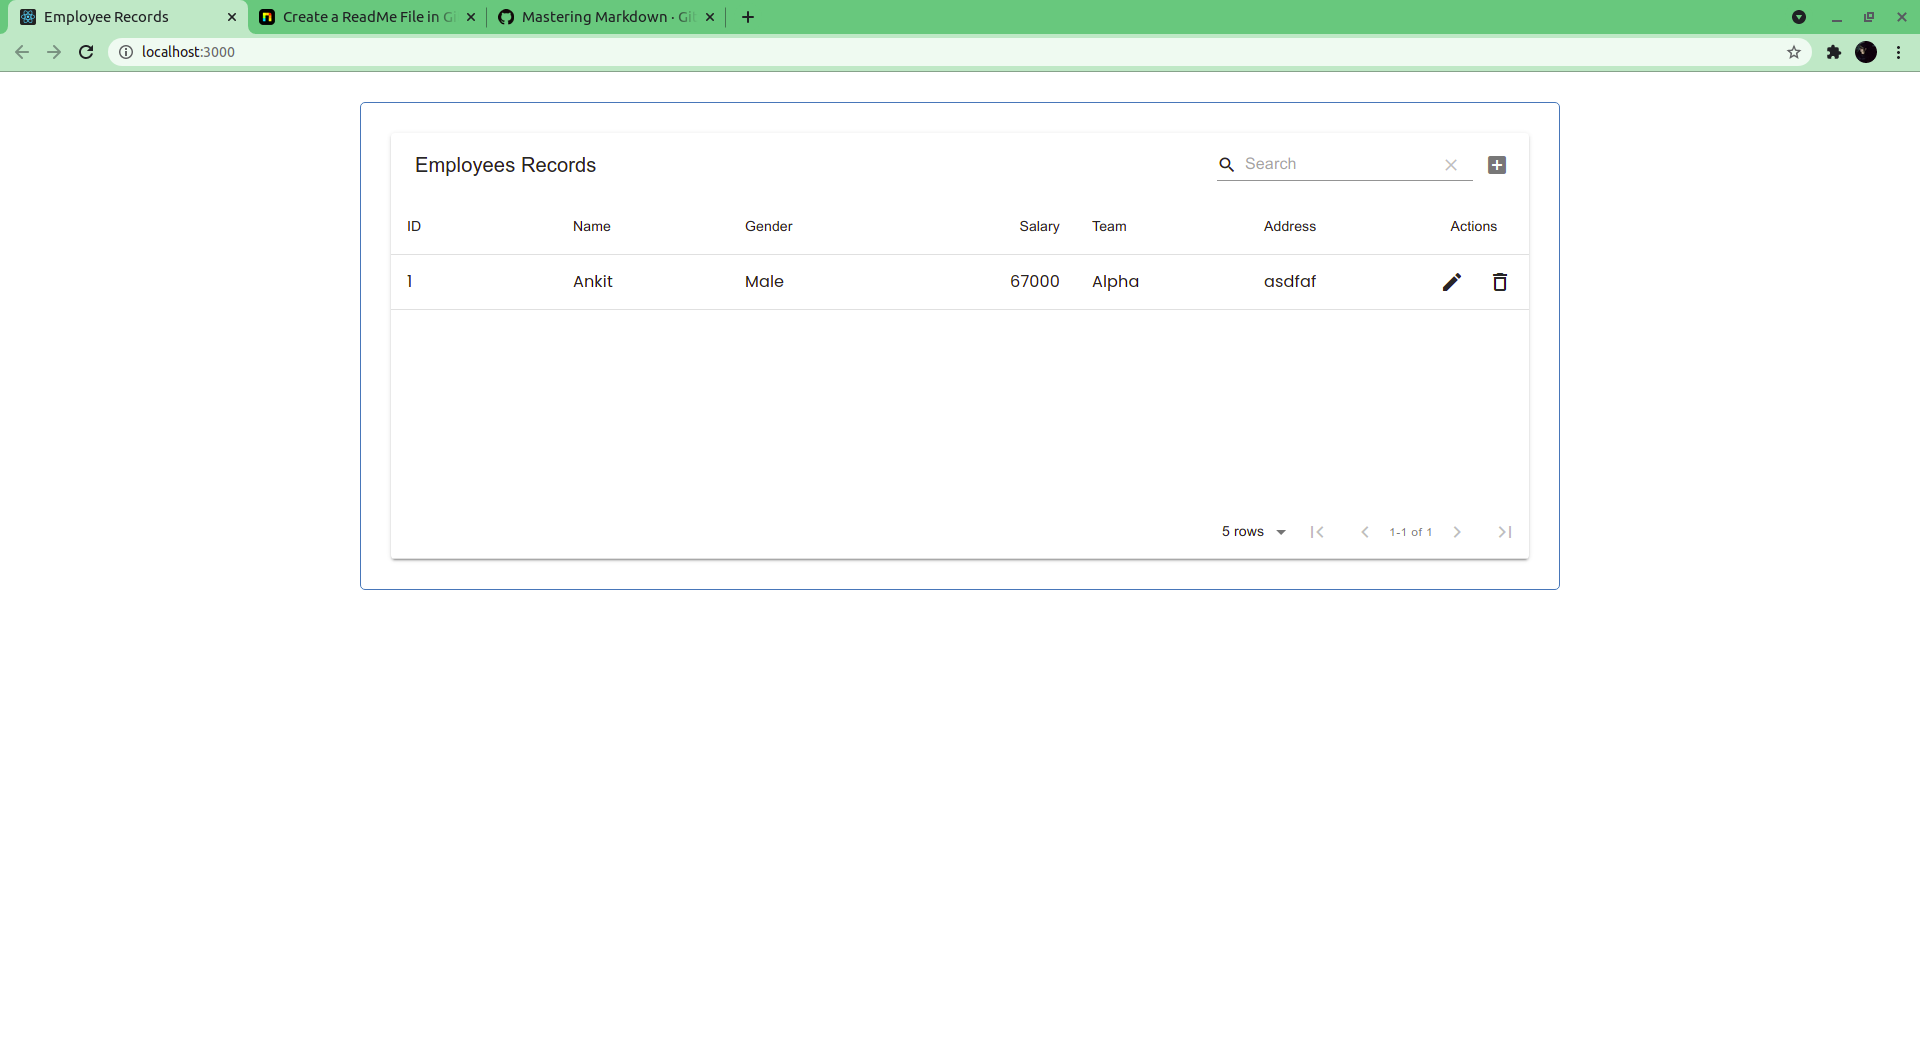 Employee Records
Create a ReadMe File in Gi
Mastering Markdown · Git
localhost:3000
Employees Records
Search
ID Name Gender Salary Team Address Actions
1 Ankit Male 67000 Alpha asdfaf
5 rows 1-1 of 1